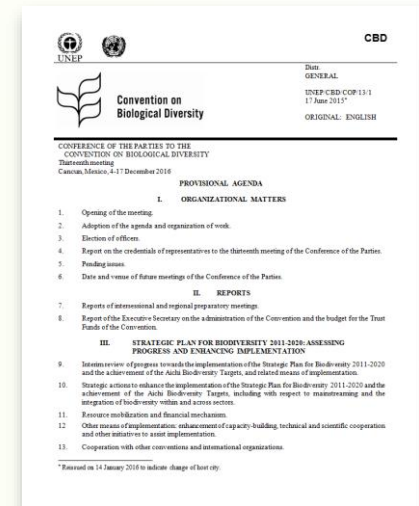 CBD
UNEP
Distr.
GENERAL
UNEP/CBD/COP/13/1
17 June 2015*
ORIGINAL: ENGLISH
Convention on
Biological Diversity
CONFERENCE OF THE PARTIES TO THE
CONVENTION ON BIOLOGICAL DIVERSITY
Thirteenth meeting
Cancun, Mexico, 4-17 December 2016
PROVISIONAL AGENDA
I. ORGANIZATIONAL MATTERS
1. Opening of the meeting.
2. Adoption of the agenda and organization of work.
3. Election of officers.
4. Report on the credentials of representatives to the thirteenth meeting of the Conference of the Parties.
5. Pending issues.
6. Date and venue of future meetings of the Conference of the Parties.
II. REPORTS
7. Reports of intersessional and regional preparatory meetings.
8. Report of the Executive Secretary on the administration of the Convention and the budget for the Trust
Funds of the Convention.
III. STRATEGIC PLAN FOR BIODIVERSITY 2011-2020: ASSESSING
PROGRESS AND ENHANCING IMPLEMENTATION
9. Interim review of progress towards the implementation of the Strategic Plan for Biodiversity 2011-2020
and the achievement of the Aichi Biodiversity Targets, and related means of implementation.
10. Strategic actions to enhance the implementation of the Strategic Plan for Biodiversity 2011-2020 and the
achievement of the Aichi Biodiversity Targets, including with respect to mainstreaming and the
integration of biodiversity within and across sectors.
11. Resource mobilization and financial mechanism.
12 Other means of implementation: enhancement of capacity-building, technical and scientific cooperation
and other initiatives to assist implementation.
13. Cooperation with other conventions and international organizations.
* Reissued on 14 January 2016 to indicate change of host city.